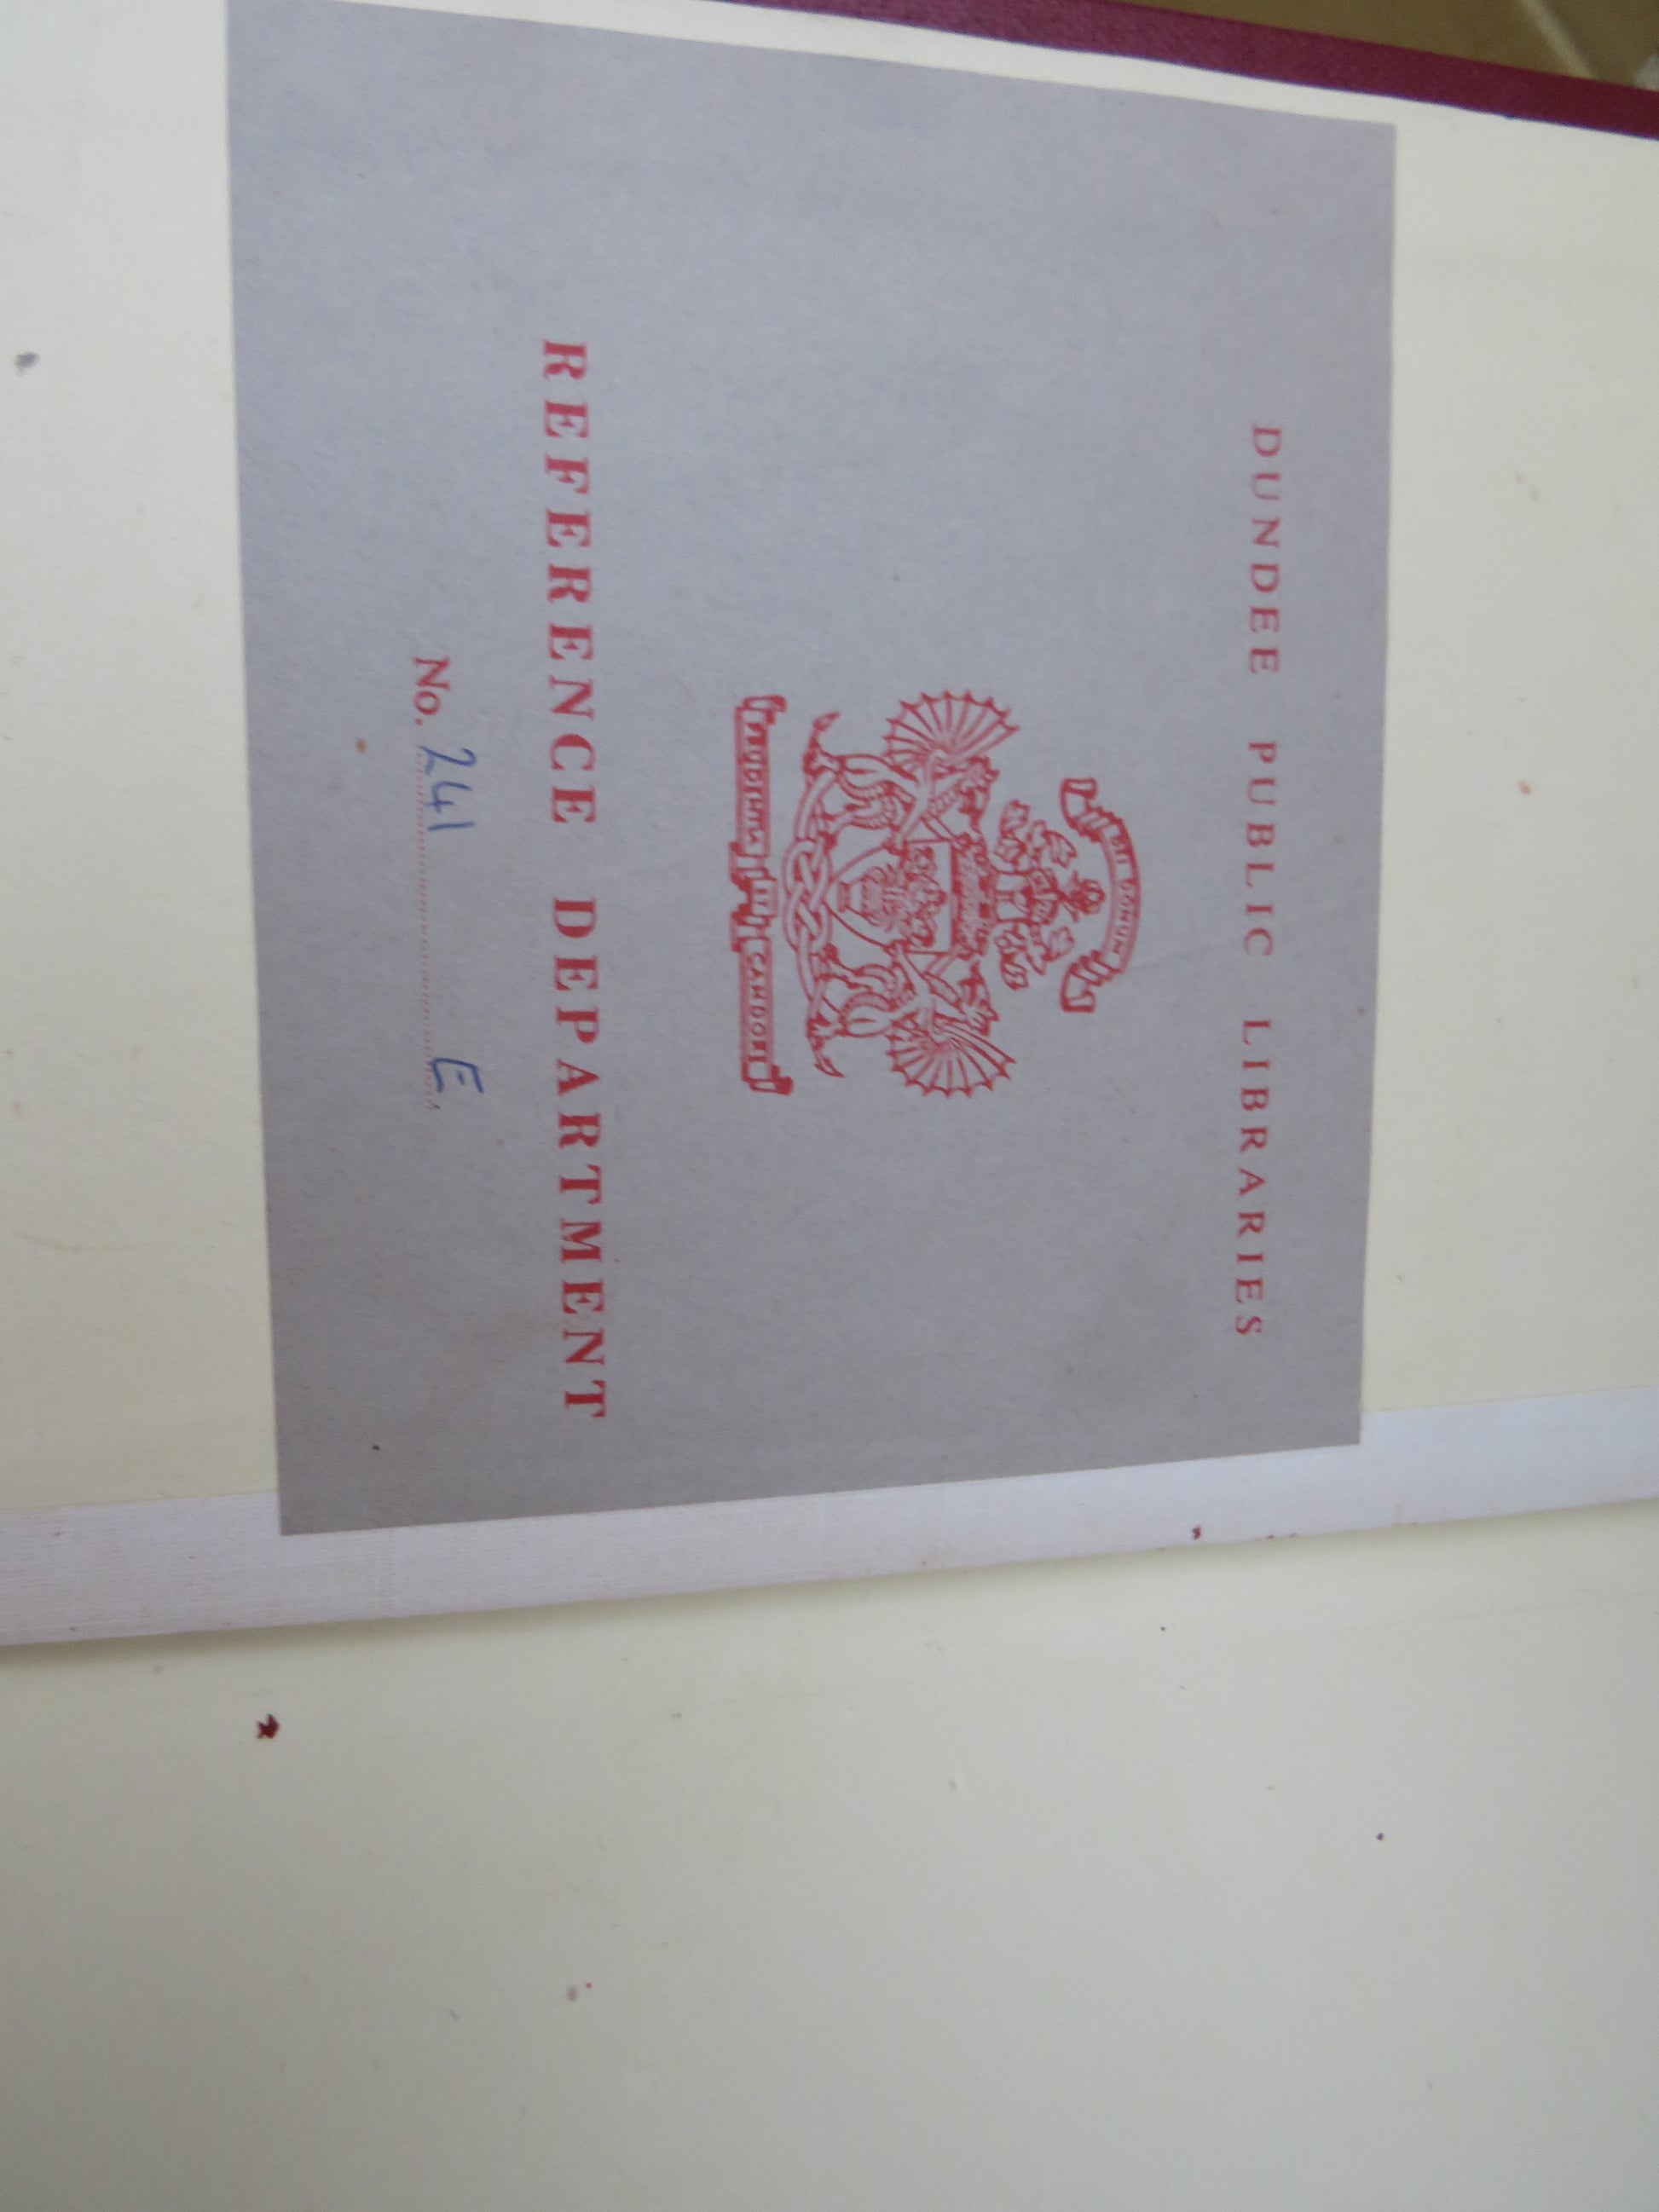 DUNDEE PUBLIC LIBRARIES
DEI DONUM
PRUDENTIA ET CANDORE
REFERENCE DEPARTMENT
No. 241 E.